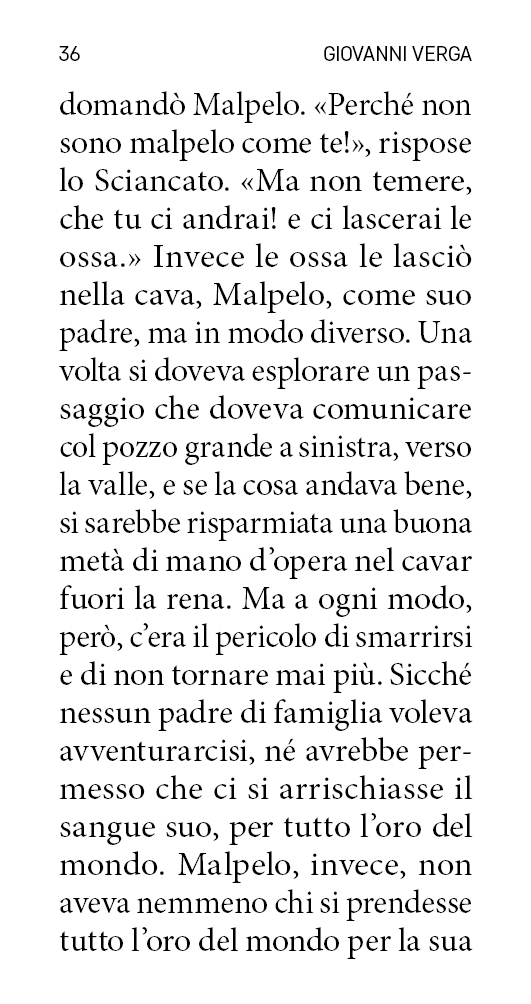 36 GIOVANNI VERGA
domandò Malpelo. «Perché non
sono malpelo come te!», rispose
lo Sciancato. «Ma non temere,
che tu ci andrai! e ci lascerai le
ossa.» Invece le ossa le lasciò
nella cava, Malpelo, come suo
padre, ma in modo diverso. Una
volta si doveva esplorare un pas-
saggio che doveva comunicare
col pozzo grande a sinistra, verso
la valle, e se la cosa andava bene,
si sarebbe risparmiata una buona
metà di mano d’opera nel cavar
fuori la rena. Ma a ogni modo,
però, c’era il pericolo di smarrirsi
e di non tornare mai più. Sicché
nessun padre di famiglia voleva
avventurarcisi, né avrebbe per-
messo che ci si arrischiasse il
sangue suo, per tutto l’oro del
mondo. Malpelo, invece, non
aveva nemmeno chi si prendesse
tutto l’oro del mondo per la sua